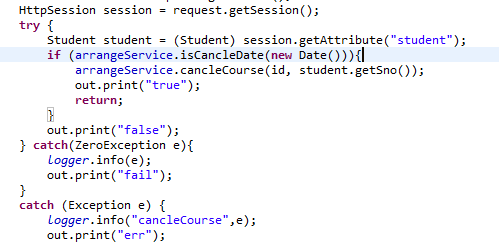 HttpSession session = request.getSession();
try {
Student student = (Student) session.getAttribute("student");
if (arrangeService.isCancleDate(new Date())){
arrangeService.cancleCourse(id, student.getSno());
out.print("true");
return;
}
out.print("false");
} catch(ZeroException e){
logger.info(e);
out.print("fail");
}
catch (Exception e) {
logger.info("cancleCourse",e);
out.print("err");